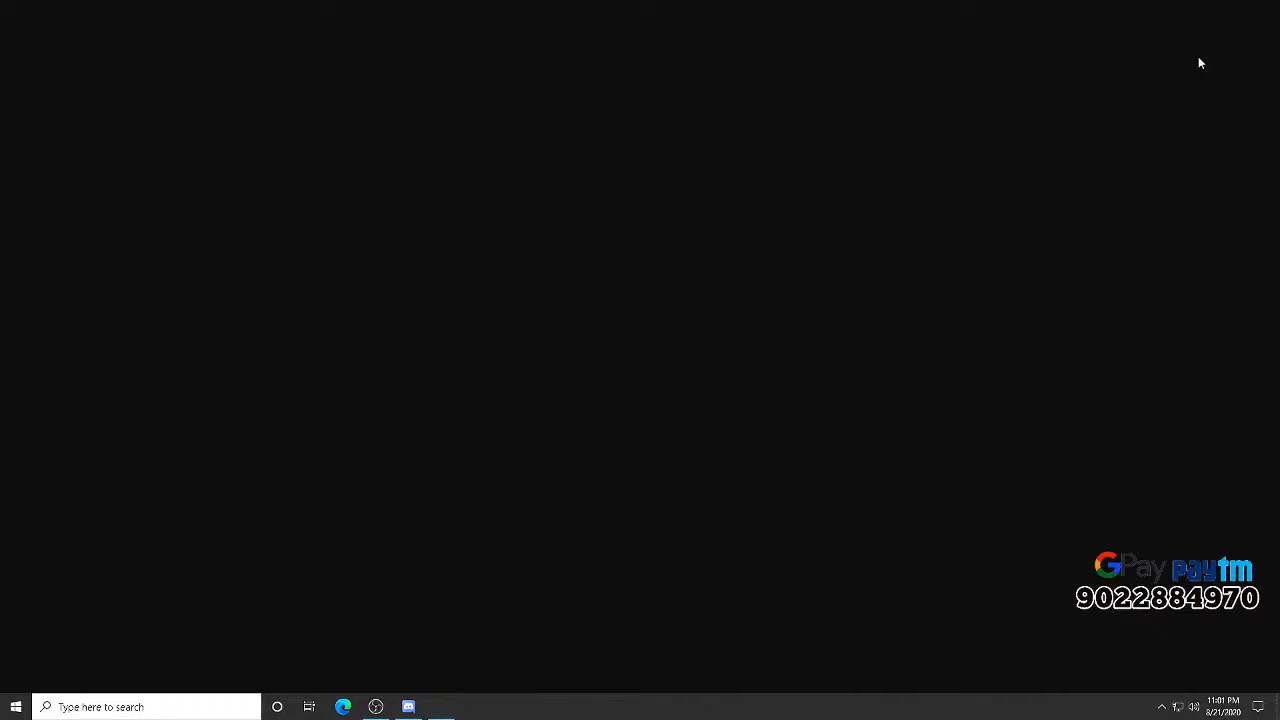 GPay paytm
9022884970
Type here to search
11:01 PM
8/21/2020